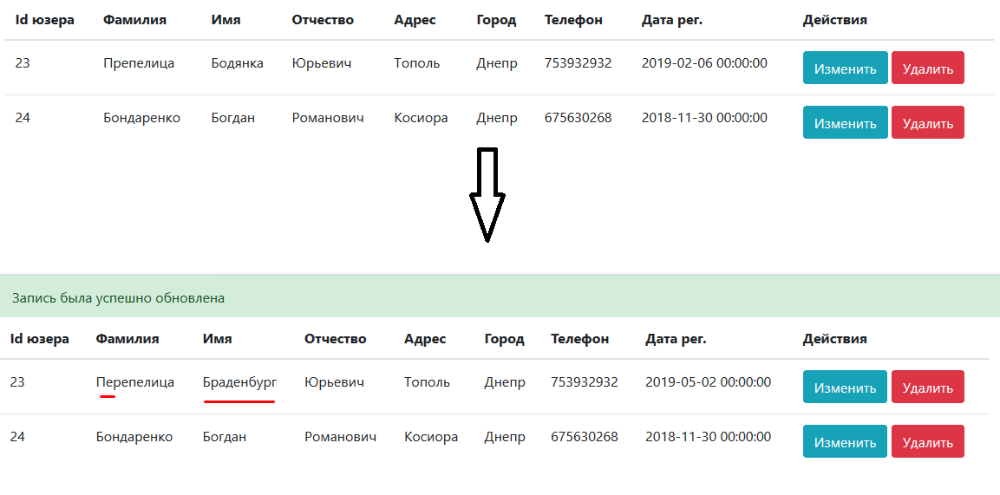 Id юзера Фамилия Имя Отчество Адрес Город Телефон Дата рег. Действия
23 Препелица Бодянка Юрьевич Тополь Днепр 753932932 2019-02-06 00:00:00 Изменить Удалить
24 Бондаренко Богдан Романович Косиора Днепр 675630268 2018-11-30 00:00:00 Изменить Удалить
Запись была успешно обновлена
Id юзера Фамилия Имя Отчество Адрес Город Телефон Дата рег. Действия
23 Перепелица Браденбург Юрьевич Тополь Днепр 753932932 2019-05-02 00:00:00 Изменить Удалить
24 Бондаренко Богдан Романович Косиора Днепр 675630268 2018-11-30 00:00:00 Изменить Удалить